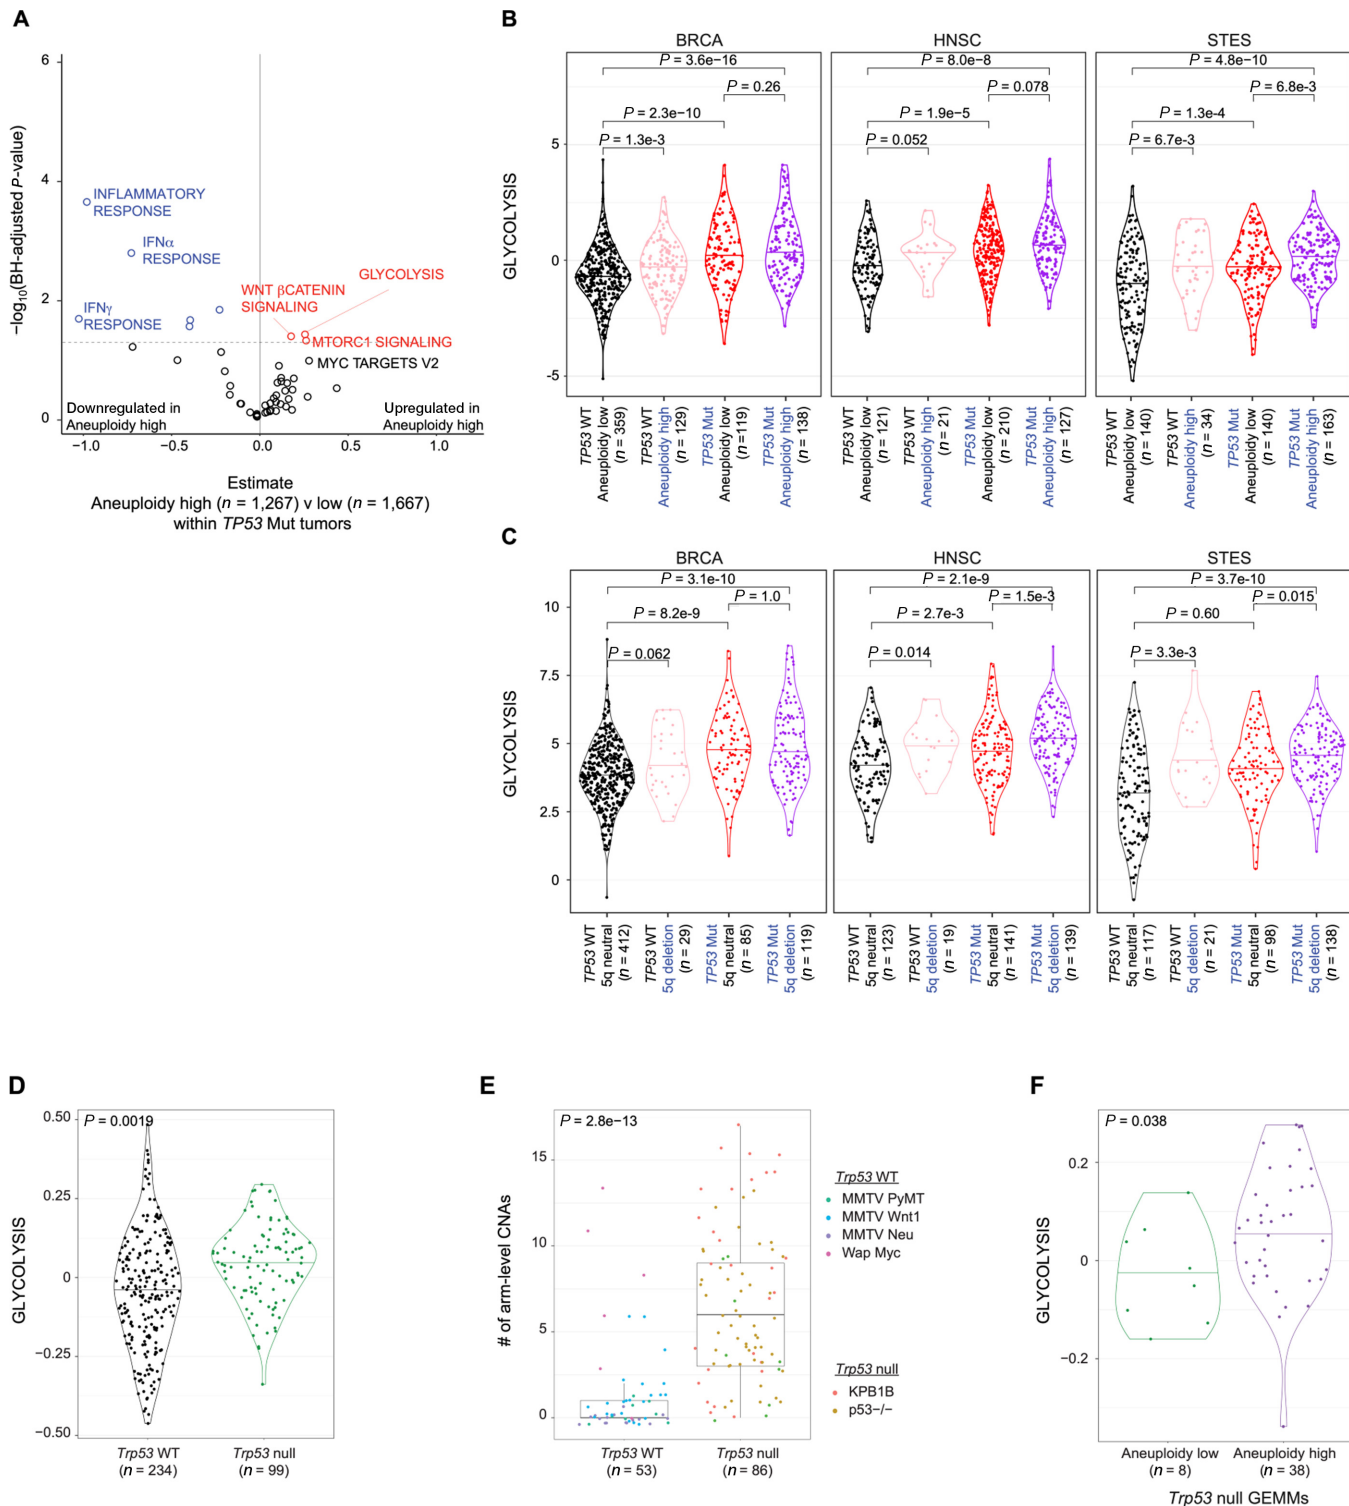 A
6
4
2
0
−log10(BH-adjusted P-value)
INFLAMMATORY
RESPONSE
IFNα
RESPONSE
IFNγ
RESPONSE
GLYCOLYSIS
WNT βCATENIN
SIGNALING
MTORC1 SIGNALING
MYC TARGETS V2
Downregulated in
Aneuploidy high
Upregulated in
Aneuploidy high
−1.0 −0.5 0.0 0.5 1.0
Estimate
Aneuploidy high (n = 1,267) v low (n = 1,667)
within TP53 Mut tumors
B
GLYCOLYSIS
5
0
-5
BRCA
P = 3.6e−16
P = 0.26
P = 2.3e−10
P = 1.3e−3
TP53 WT
Aneuploidy low
(n = 359)
TP53 WT
Aneuploidy high
(n = 129)
TP53 Mut
Aneuploidy low
(n =119)
TP53 Mut
Aneuploidy high
(n = 138)
HNSC
P = 8.0e−8
P = 0.078
P = 1.9e−5
P = 0.052
TP53 WT
Aneuploidy low
(n = 121)
TP53 WT
Aneuploidy high
(n = 21)
TP53 Mut
Aneuploidy low
(n = 210)
TP53 Mut
Aneuploidy high
(n = 127)
STES
P = 4.8e−10
P = 6.8e−3
P = 1.3e−4
P = 6.7e−3
TP53 WT
Aneuploidy low
(n = 140)
TP53 WT
Aneuploidy high
(n = 34)
TP53 Mut
Aneuploidy low
(n = 140)
TP53 Mut
Aneuploidy high
(n = 163)
C
GLYCOLYSIS
10
7.5
5
2.5
0
BRCA
P = 3.1e-10
P = 1.0
P = 8.2e-9
P = 0.062
TP53 WT
5q neutral
(n = 412)
TP53 WT
5q deletion
(n = 29)
TP53 Mut
5q neutral
(n = 85)
TP53 Mut
5q deletion
(n = 119)
HNSC
P = 2.1e-9
P = 1.5e-3
P = 2.7e-3
P = 0.014
TP53 WT
5q neutral
(n = 123)
TP53 WT
5q deletion
(n = 19)
TP53 Mut
5q neutral
(n = 141)
TP53 Mut
5q deletion
(n = 139)
STES
P = 3.7e-10
P = 0.015
P = 0.60
P = 3.3e-3
TP53 WT
5q neutral
(n = 117)
TP53 WT
5q deletion
(n = 21)
TP53 Mut
5q neutral
(n = 98)
TP53 Mut
5q deletion
(n = 138)
D
GLYCOLYSIS
0.50
0.25
0
−0.25
−0.50
P = 0.0019
Trp53 WT
(n = 234)
Trp53 null
(n = 99)
E
# of arm-level CNAs
15
10
5
0
P = 2.8e−13
Trp53 WT
(n = 53)
Trp53 null
(n = 86)
Trp53 WT
MMTV PyMT
MMTV Wnt1
MMTV Neu
Wap Myc
Trp53 null
KPB1B
p53−/−
F
GLYCOLYSIS
0.2
0
−0.2
P = 0.038
Aneuploidy low
(n = 8)
Aneuploidy high
(n = 38)
Trp53 null GEMMs